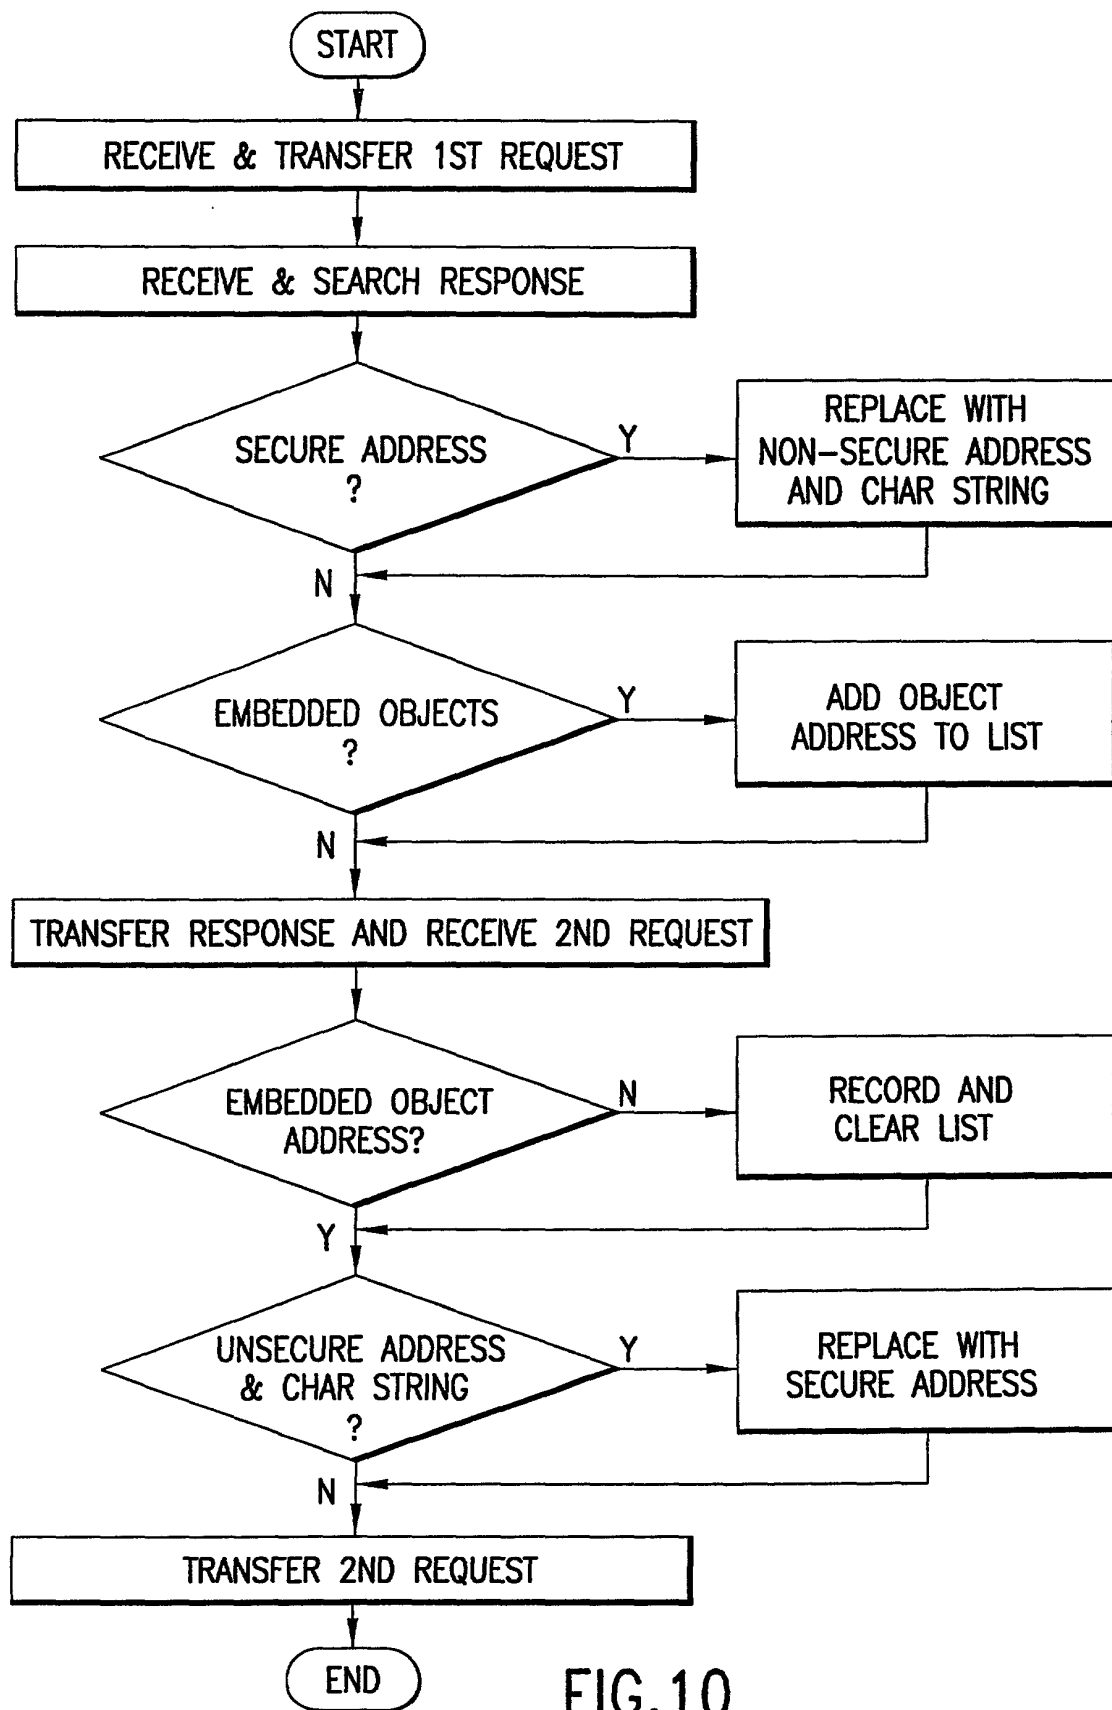 START
RECEIVE & TRANSFER 1ST REQUEST
RECEIVE & SEARCH RESPONSE
SECURE ADDRESS
?
Y
REPLACE WITH
NON-SECURE ADDRESS
AND CHAR STRING
N
EMBEDDED OBJECTS
?
Y
ADD OBJECT
ADDRESS TO LIST
N
TRANSFER RESPONSE AND RECEIVE 2ND REQUEST
EMBEDDED OBJECT
ADDRESS?
N
RECORD AND
CLEAR LIST
Y
UNSECURE ADDRESS
& CHAR STRING
?
Y
REPLACE WITH
SECURE ADDRESS
N
TRANSFER 2ND REQUEST
END
FIG.10